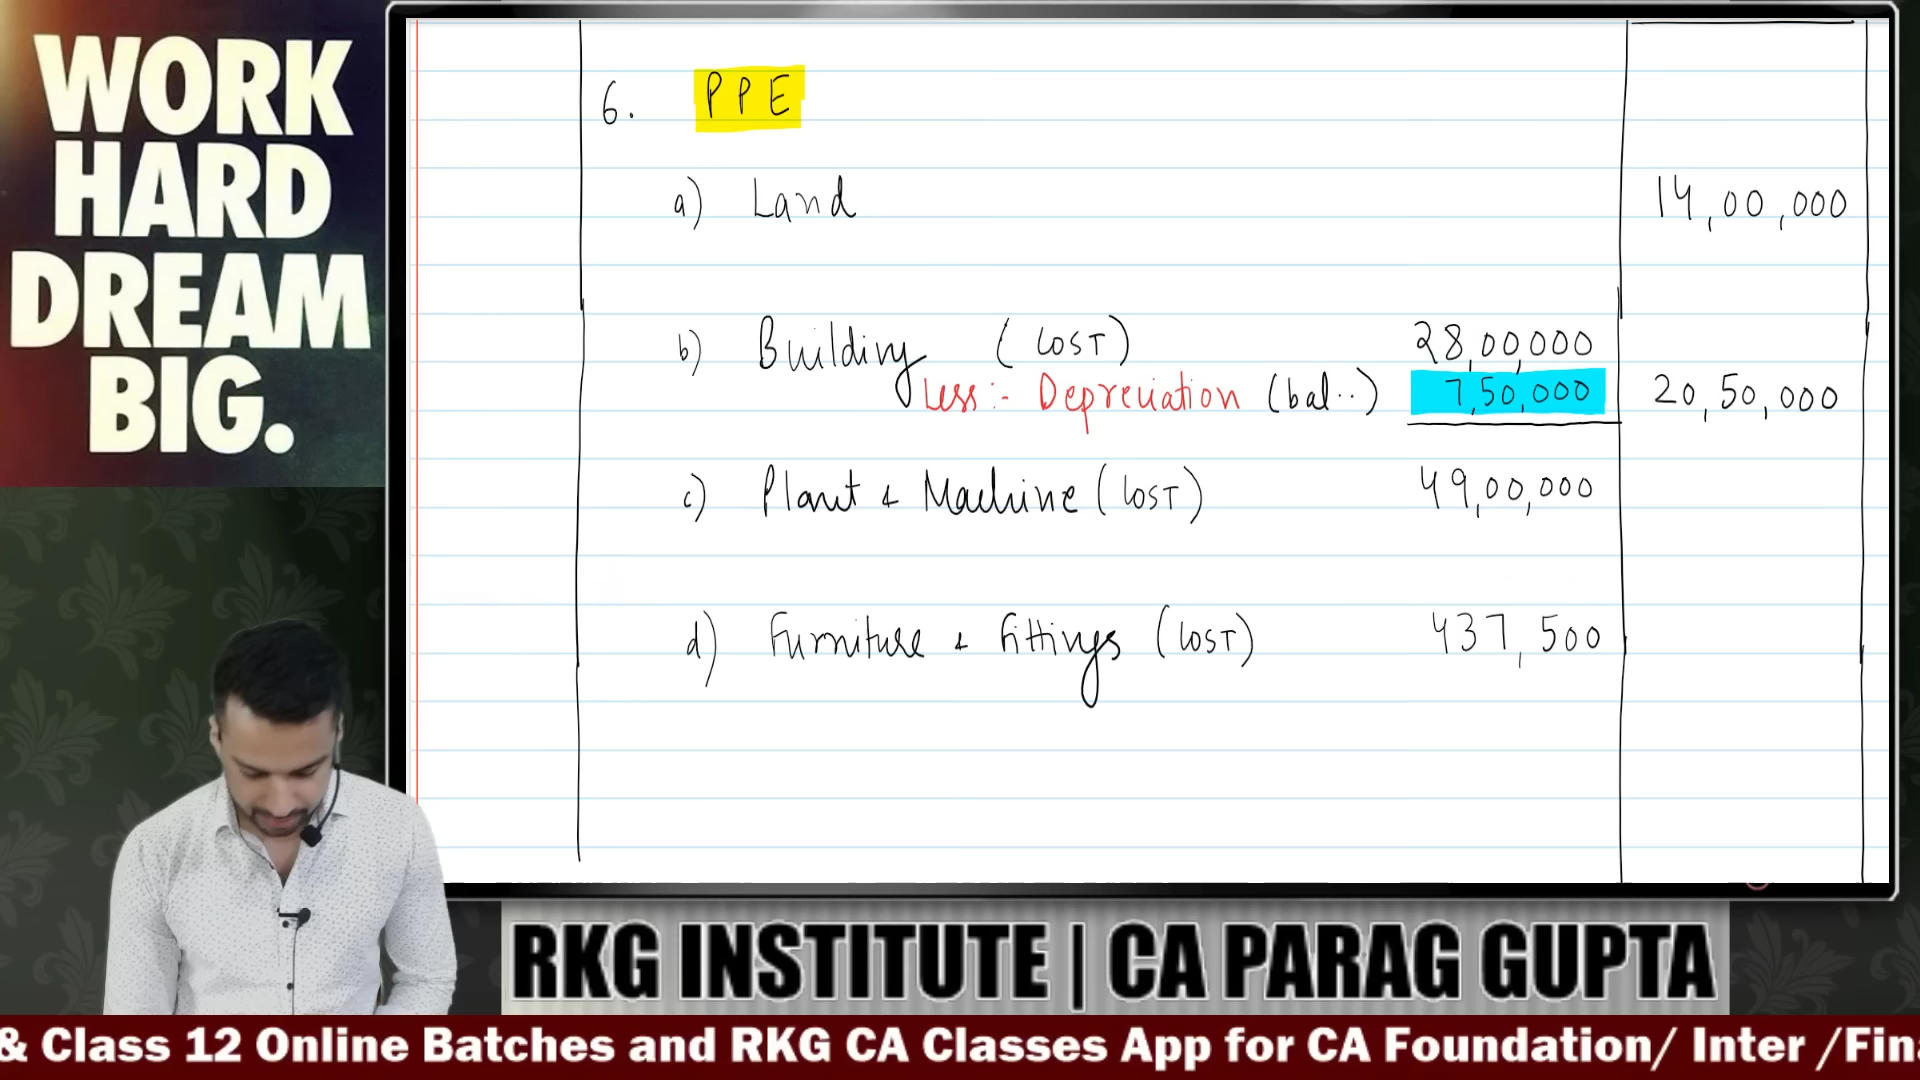 WORK
HARD
DREAM
BIG.
6. PPE
a) Land 14,00,000
b) Building (COST) 28,00,000
Less:- Depreciation (bal..) 7,50,000 20,50,000
c) Plant & Machine (COST) 49,00,000
d) Furniture & Fittings (COST) 437,500
RKG INSTITUTE | CA PARAG GUPTA
& Class 12 Online Batches and RKG CA Classes App for CA Foundation/ Inter /Fin